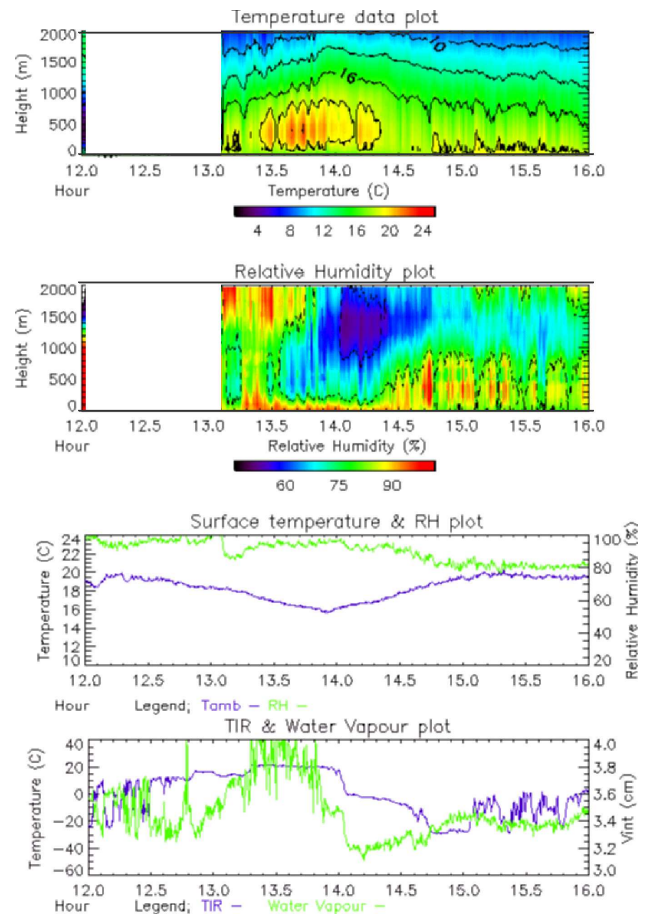 Temperature data plot
2000
1500
1000
500
0
Height (m)
10
16
12.0 12.5 13.0 13.5 14.0 14.5 15.0 15.5 16.0
Hour Temperature (C)
4 8 12 16 20 24
Relative Humidity plot
2000
1500
1000
500
0
Height (m)
12.0 12.5 13.0 13.5 14.0 14.5 15.0 15.5 16.0
Hour Relative Humidity (%)
60 75 90
Surface temperature & RH plot
24
22
20
18
16
14
12
10
Temperature (C)
100
80
60
40
20
Relative Humidity (%)
12.0 12.5 13.0 13.5 14.0 14.5 15.0 15.5 16.0
Hour Legend; Tamb – RH –
TIR & Water Vapour plot
40
20
0
-20
-40
-60
Temperature (C)
4.0
3.8
3.6
3.4
3.2
3.0
Vint (cm)
12.0 12.5 13.0 13.5 14.0 14.5 15.0 15.5 16.0
Hour Legend; TIR – Water Vapour –